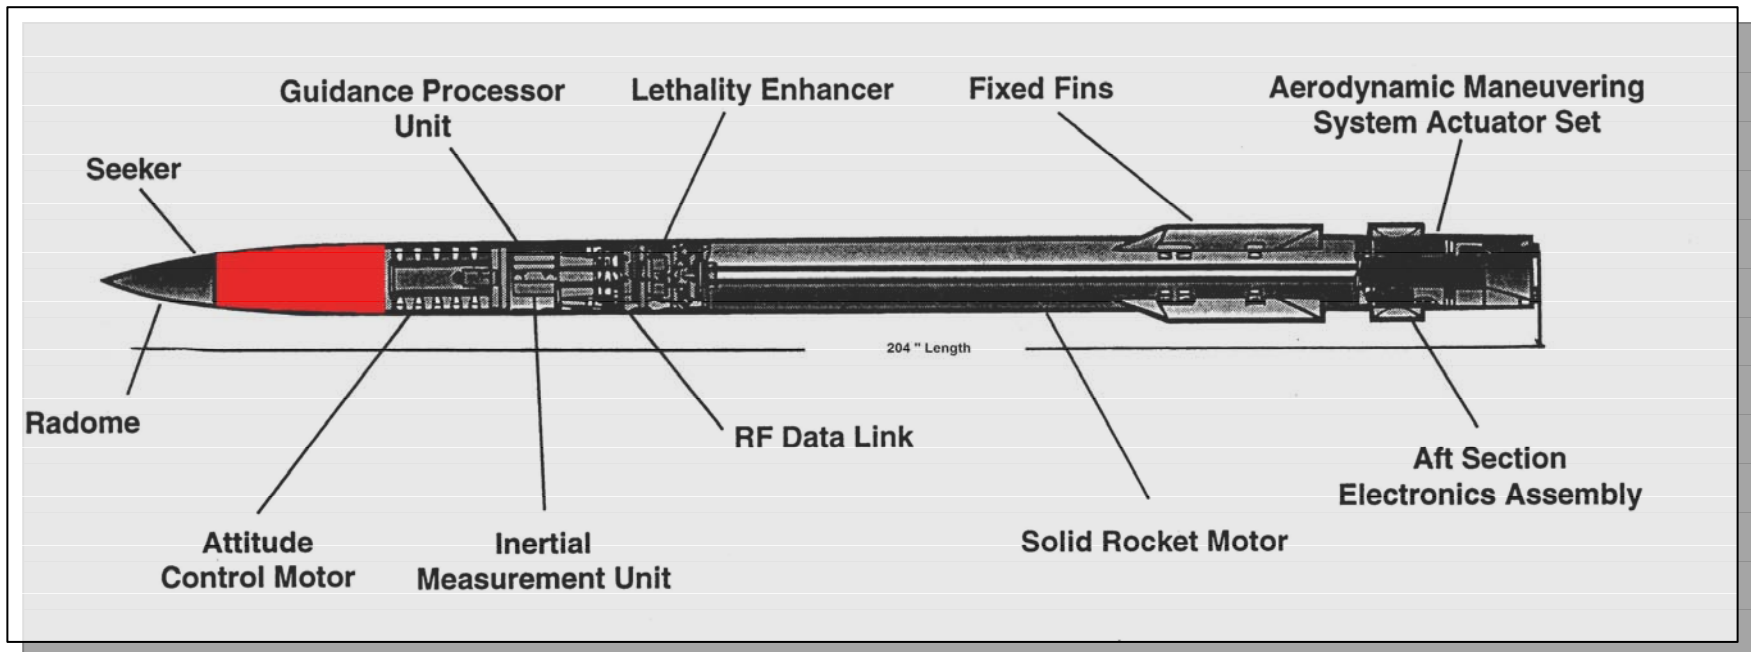 Guidance Processor
Unit
Lethality Enhancer
Fixed Fins
Aerodynamic Maneuvering
System Actuator Set
Seeker
204 " Length
Radome
RF Data Link
Aft Section
Electronics Assembly
Attitude
Control Motor
Inertial
Measurement Unit
Solid Rocket Motor